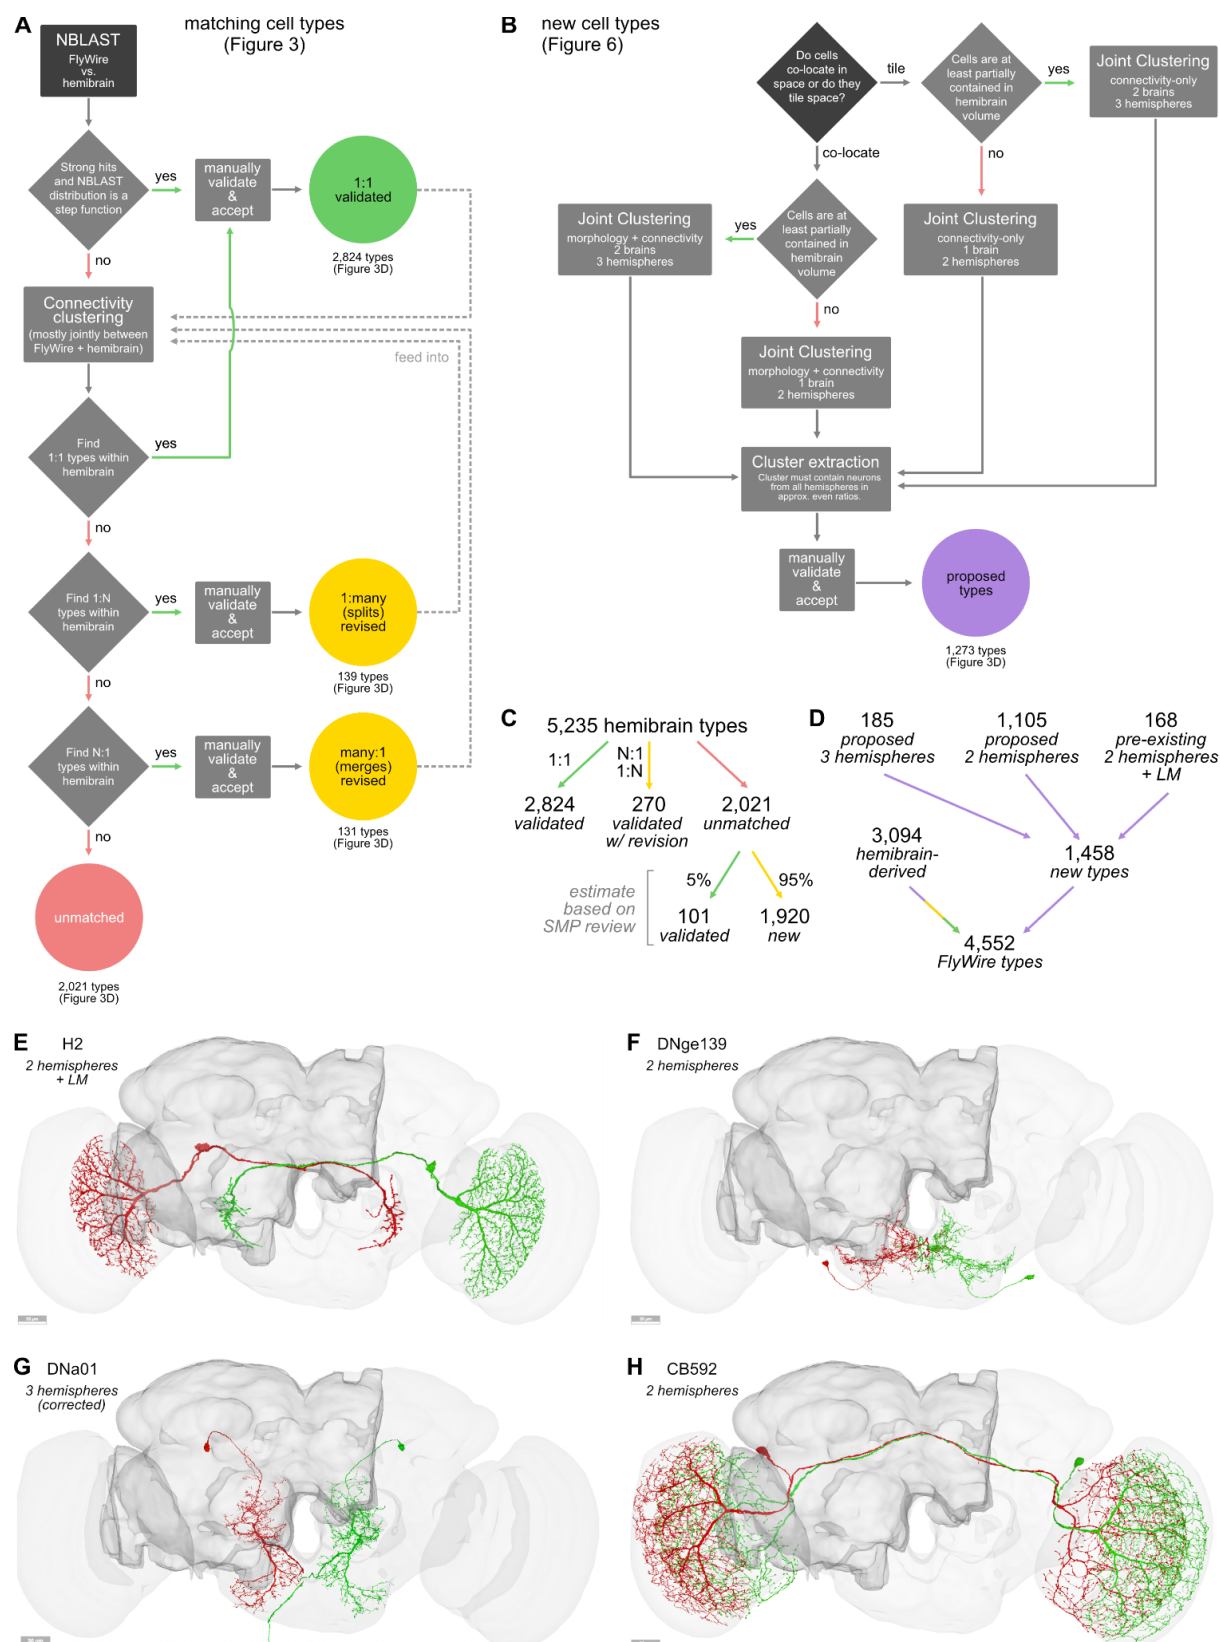 A
matching cell types
(Figure 3)
NBLAST
FlyWire
vs.
hemibrain
Strong hits
and NBLAST
distribution is a
step function
yes
manually
validate
&
accept
1:1
validated
2,824 types
(Figure 3D)
no
Connectivity
clustering
(mostly jointly between
FlyWire + hemibrain)
feed into
Find
1:1 types within
hemibrain
yes
no
Find 1:N
types within
hemibrain
yes
manually
validate
&
accept
1:many
(splits)
revised
139 types
(Figure 3D)
no
Find N:1
types within
hemibrain
yes
manually
validate
&
accept
many:1
(merges)
revised
131 types
(Figure 3D)
no
unmatched
2,021 types
(Figure 3D)
B
new cell types
(Figure 6)
Do cells
co-locate in
space or do they
tile space?
tile
Cells are at
least partially
contained in
hemibrain
volume
yes
Joint Clustering
connectivity-only
2 brains
3 hemispheres
co-locate
no
Joint Clustering
morphology + connectivity
2 brains
3 hemispheres
yes
Cells are at
least partially
contained in
hemibrain
volume
Joint Clustering
connectivity-only
1 brain
2 hemispheres
no
Joint Clustering
morphology + connectivity
1 brain
2 hemispheres
Cluster extraction
Cluster must contain neurons
from all hemispheres in
approx. even ratios.
manually
validate
&
accept
proposed
types
1,273 types
(Figure 3D)
C
5,235 hemibrain types
1:1
N:1
1:N
2,824
validated
270
validated
w/ revision
2,021
unmatched
estimate
based on
SMP review
5%
95%
101
validated
1,920
new
D
185
proposed
3 hemispheres
1,105
proposed
2 hemispheres
168
pre-existing
2 hemispheres
+ LM
3,094
hemibrain-
derived
1,458
new types
4,552
FlyWire types
E
H2
2 hemispheres
+ LM
F
DNge139
2 hemispheres
G
DNa01
3 hemispheres
(corrected)
H
CB592
2 hemispheres